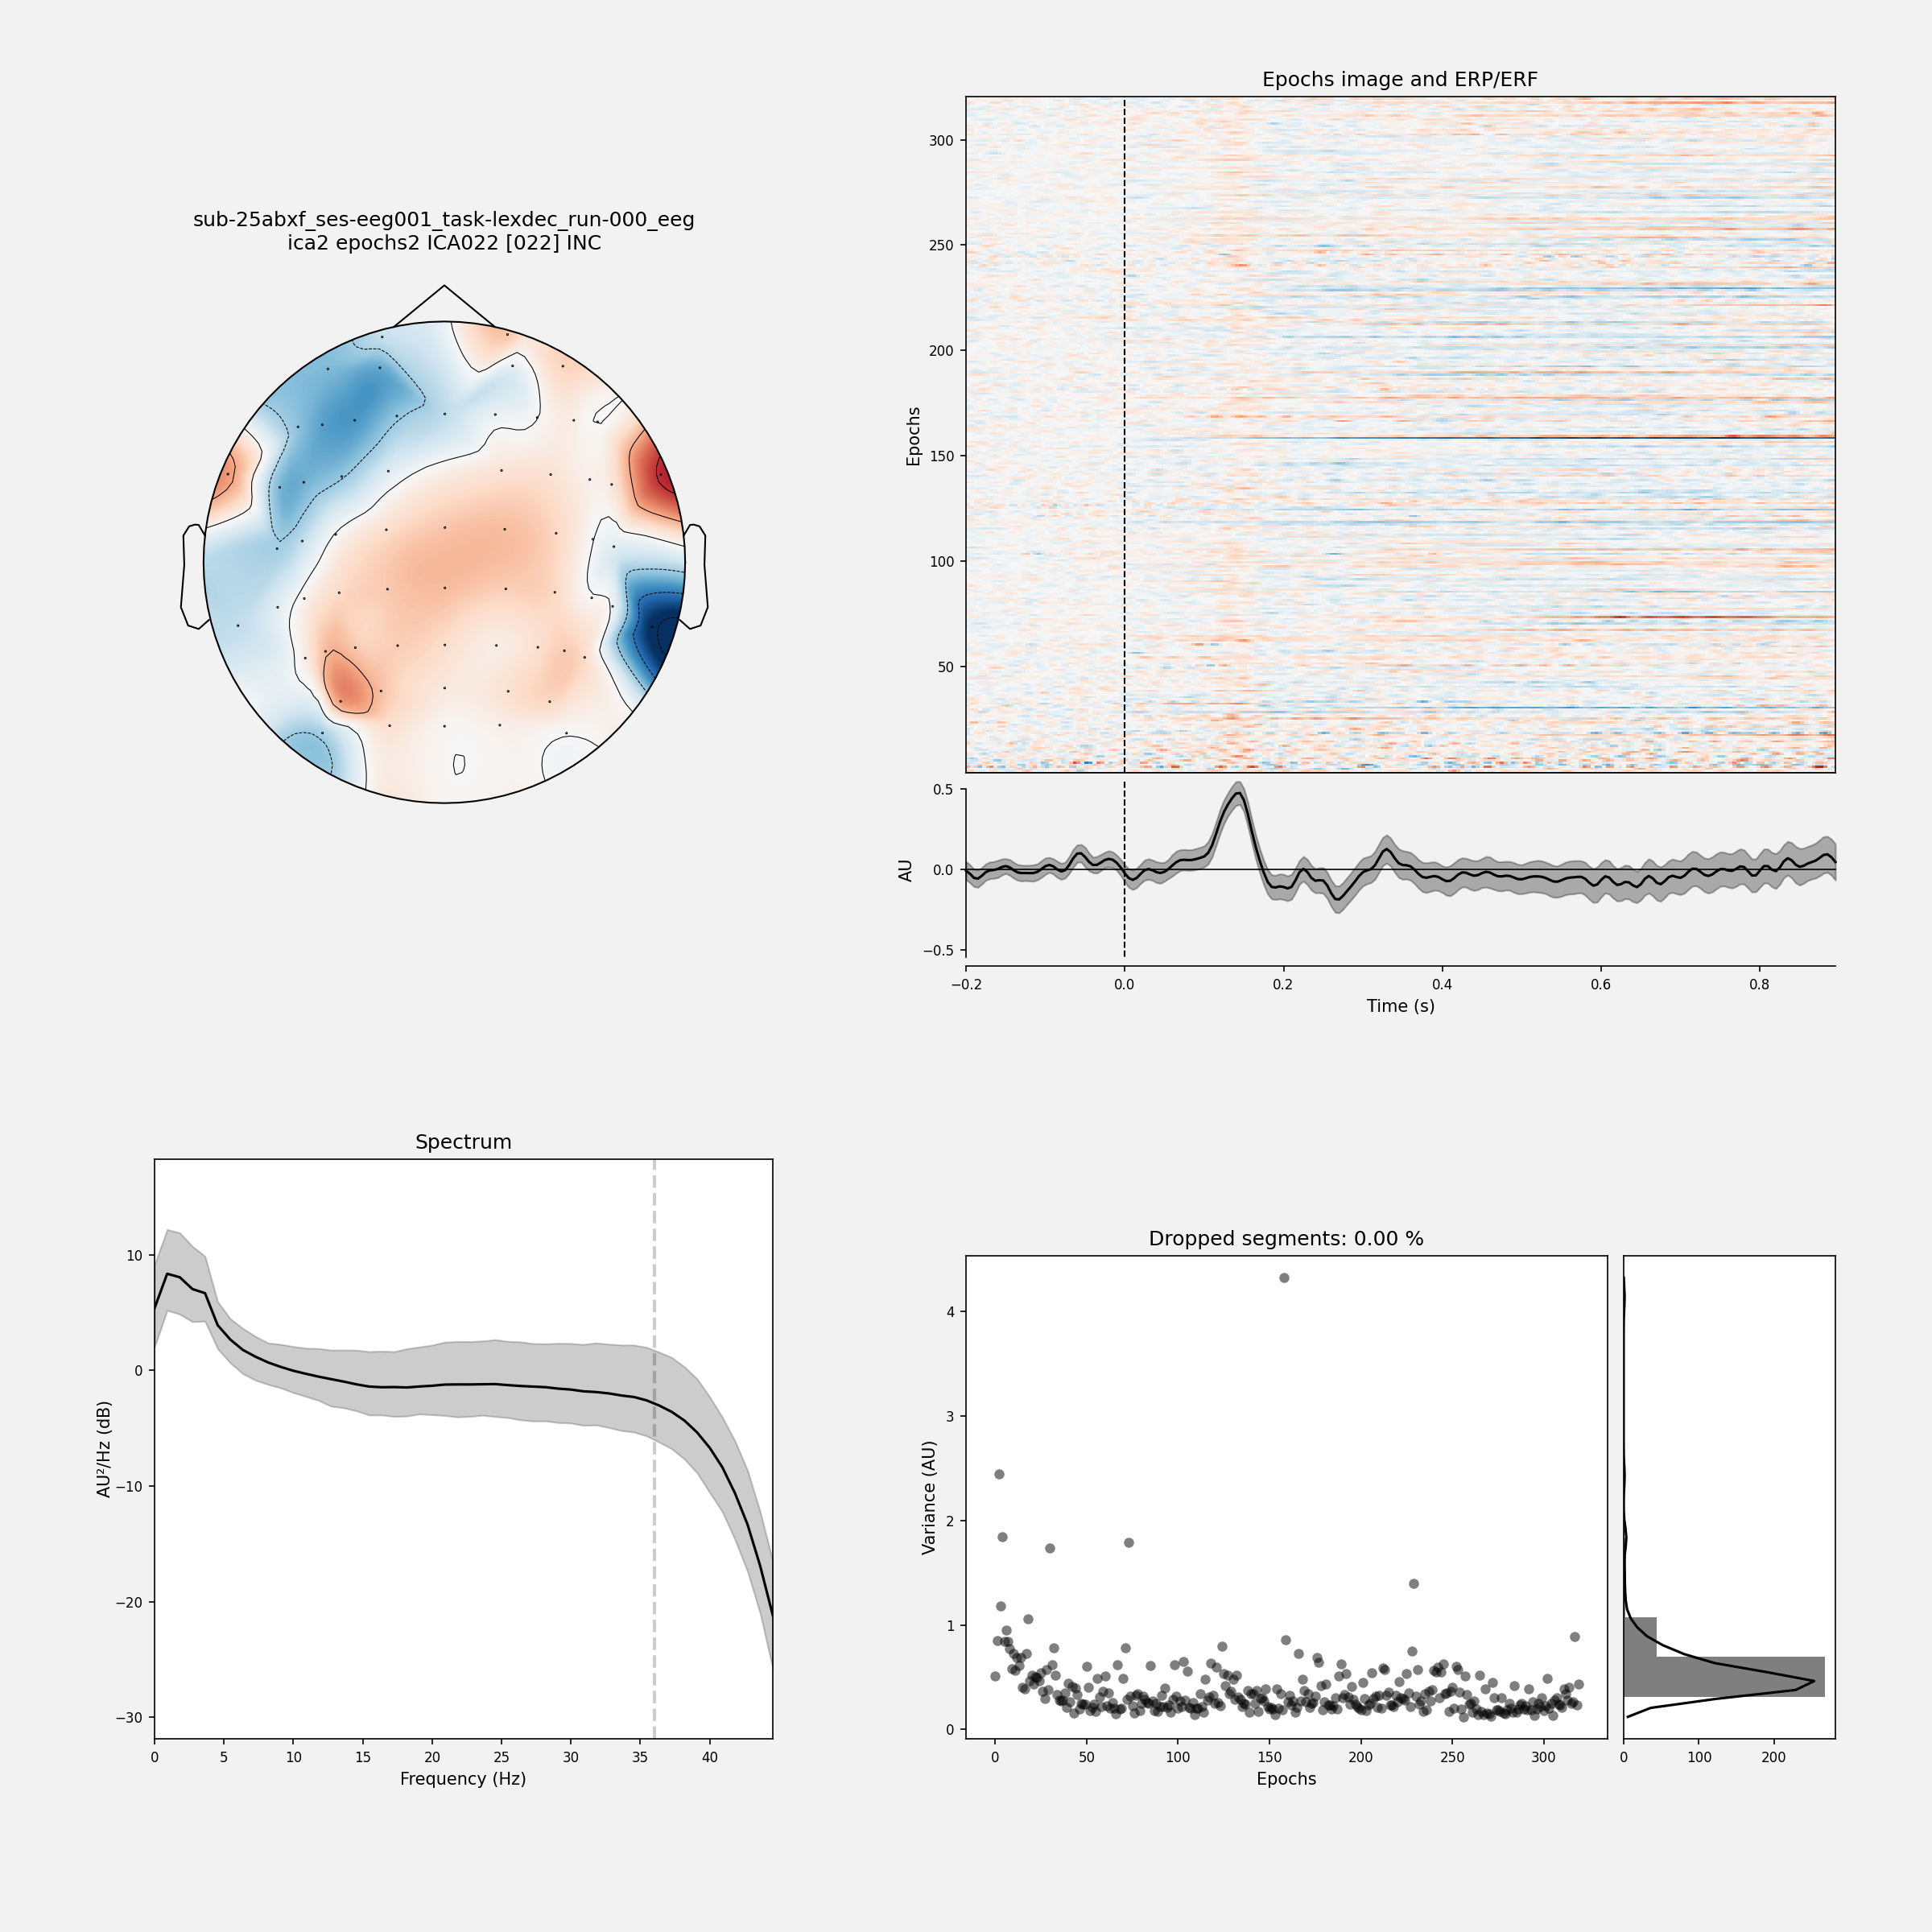 Epochs image and ERP/ERF
300
250
200
150
100
50
Epochs
sub-25abxf_ses-eeg001_task-lexdec_run-000_eeg
ica2 epochs2 ICA022 [022] INC
0.5
0.0
−0.5
AU
−0.2 0.0 0.2 0.4 0.6 0.8
Time (s)
Spectrum
10
0
−10
−20
−30
AU²/Hz (dB)
0 5 10 15 20 25 30 35 40
Frequency (Hz)
Dropped segments: 0.00 %
4
3
2
1
0
Variance (AU)
0 50 100 150 200 250 300
Epochs
0 100 200